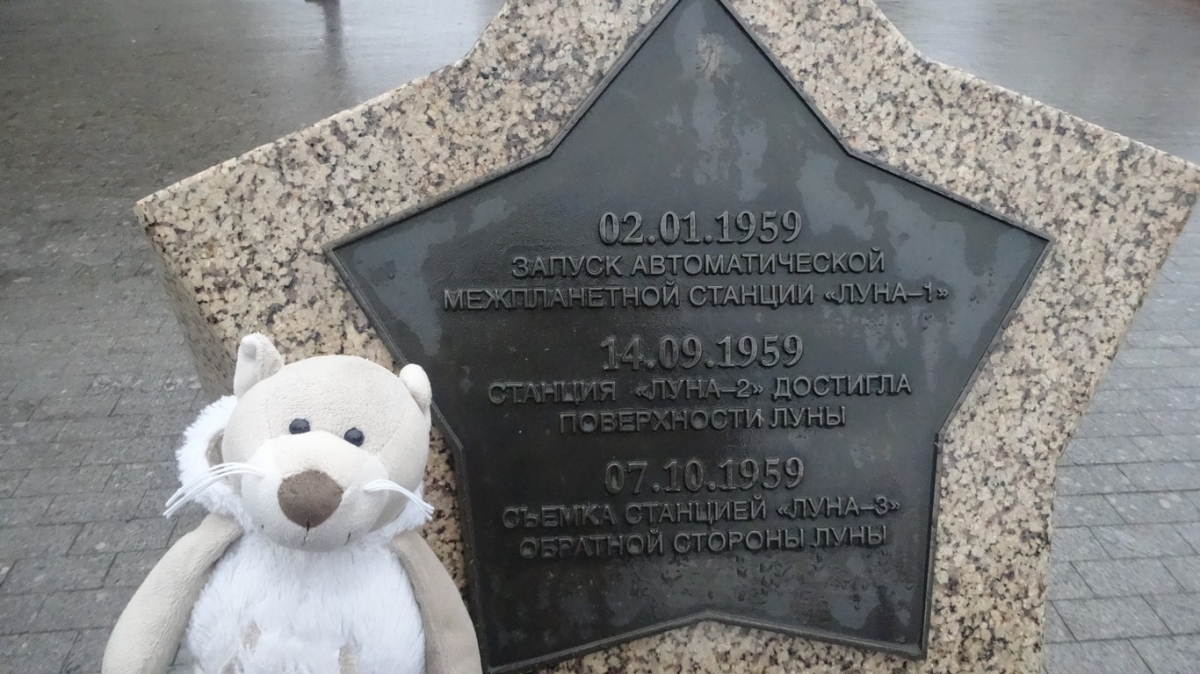 02.01.1959
ЗАПУСК АВТОМАТИЧЕСКОЙ
МЕЖПЛАНЕТНОЙ СТАНЦИИ «ЛУНА–1»
14.09.1959
СТАНЦИЯ «ЛУНА–2» ДОСТИГЛА
ПОВЕРХНОСТИ ЛУНЫ
07.10.1959
СЪЕМКА СТАНЦИЕЙ «ЛУНА–3»
ОБРАТНОЙ СТОРОНЫ ЛУНЫ